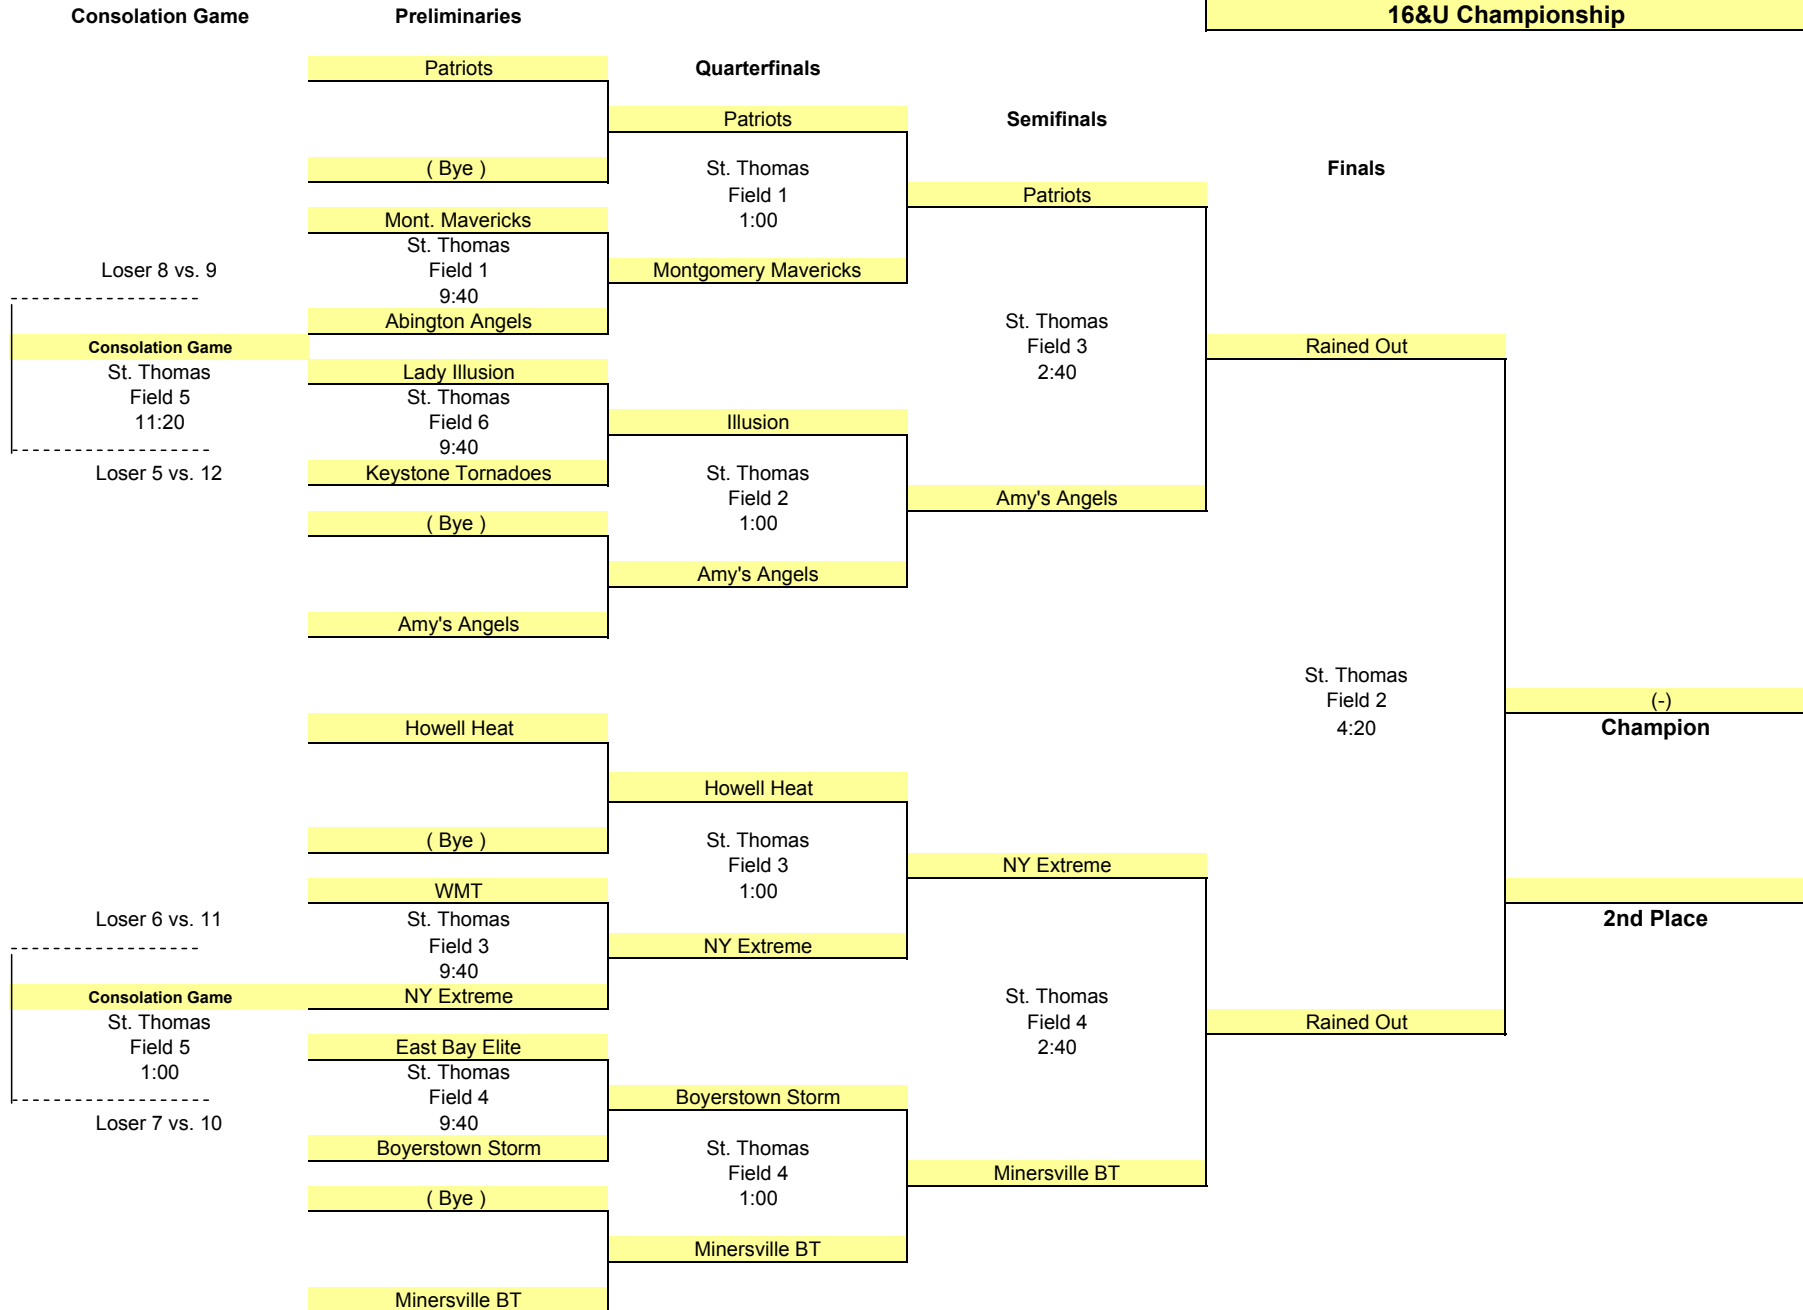 16&U Championship
Consolation Game
Preliminaries
Quarterfinals
Semifinals
Finals
Loser 8 vs. 9
Consolation Game
St. Thomas
Field 5
11:20
Loser 5 vs. 12
Loser 6 vs. 11
Consolation Game
St. Thomas
Field 5
1:00
Loser 7 vs. 10
Patriots
( Bye )
Mont. Mavericks
St. Thomas
Field 1
9:40
Abington Angels
Lady Illusion
St. Thomas
Field 6
9:40
Keystone Tornadoes
( Bye )
Amy's Angels
Howell Heat
( Bye )
WMT
St. Thomas
Field 3
9:40
NY Extreme
East Bay Elite
St. Thomas
Field 4
9:40
Boyerstown Storm
( Bye )
Minersville BT
Patriots
St. Thomas
Field 1
1:00
Montgomery Mavericks
Illusion
St. Thomas
Field 2
1:00
Amy's Angels
Howell Heat
St. Thomas
Field 3
1:00
NY Extreme
Boyerstown Storm
St. Thomas
Field 4
1:00
Minersville BT
Patriots
St. Thomas
Field 3
2:40
Amy's Angels
NY Extreme
St. Thomas
Field 4
2:40
Minersville BT
Rained Out
St. Thomas
Field 2
4:20
Rained Out
(-)
Champion
2nd Place